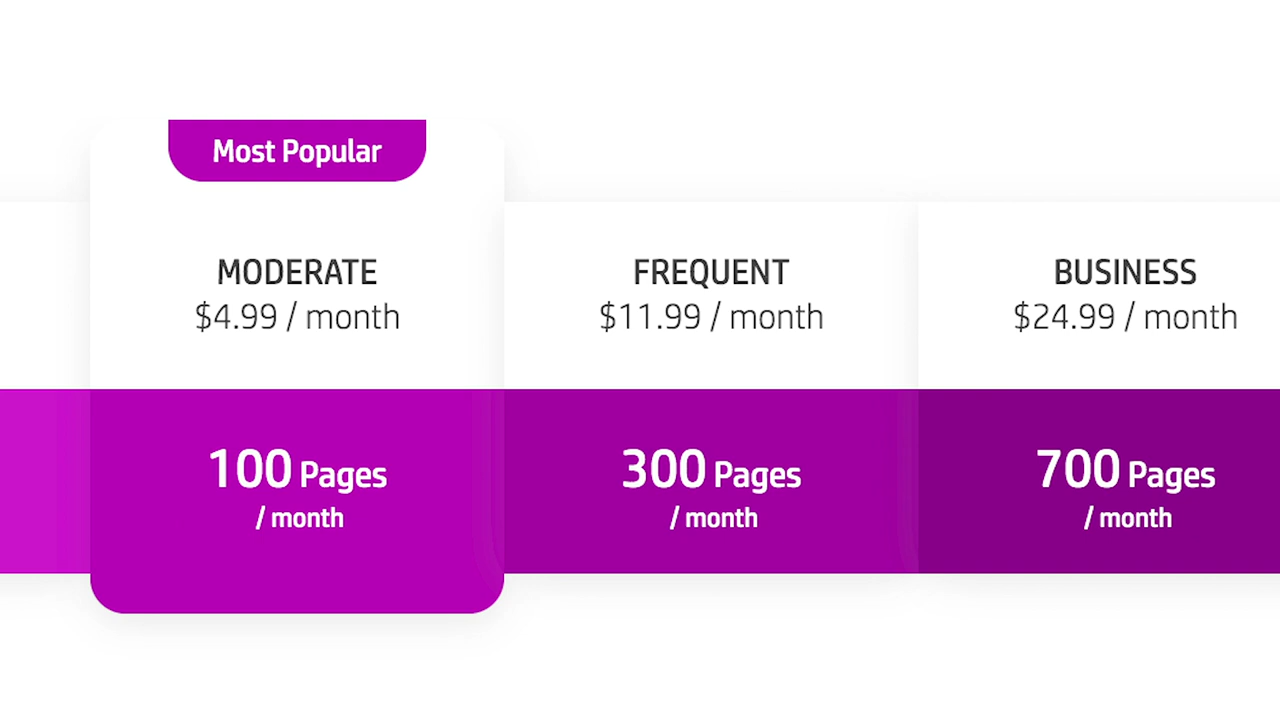 Most Popular
MODERATE
$4.99 / month
100 Pages
/ month
FREQUENT
$11.99 / month
300 Pages
/ month
BUSINESS
$24.99 / month
700 Pages
/ month